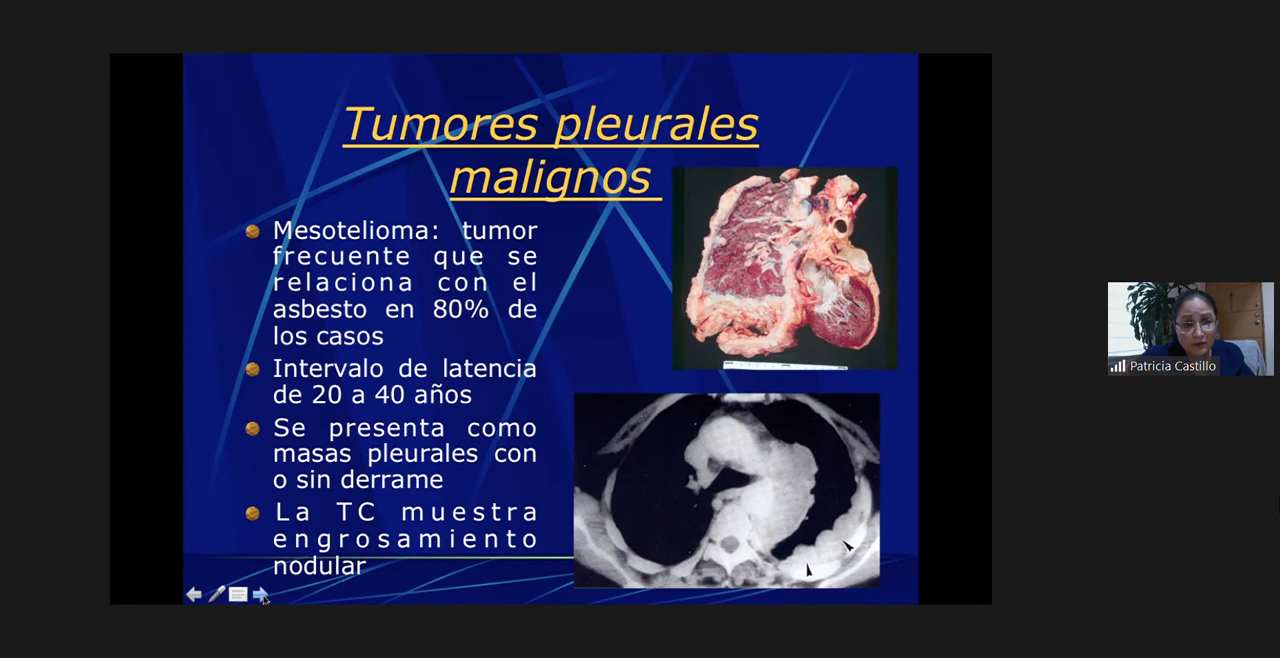 Tumores pleurales
malignos
Mesotelioma: tumor
frecuente que se
relaciona con el
asbesto en 80% de
los casos
Intervalo de latencia
de 20 a 40 años
Se presenta como
masas pleurales con
o sin derrame
La TC muestra
engrosamiento
nodular
Patricia Castillo